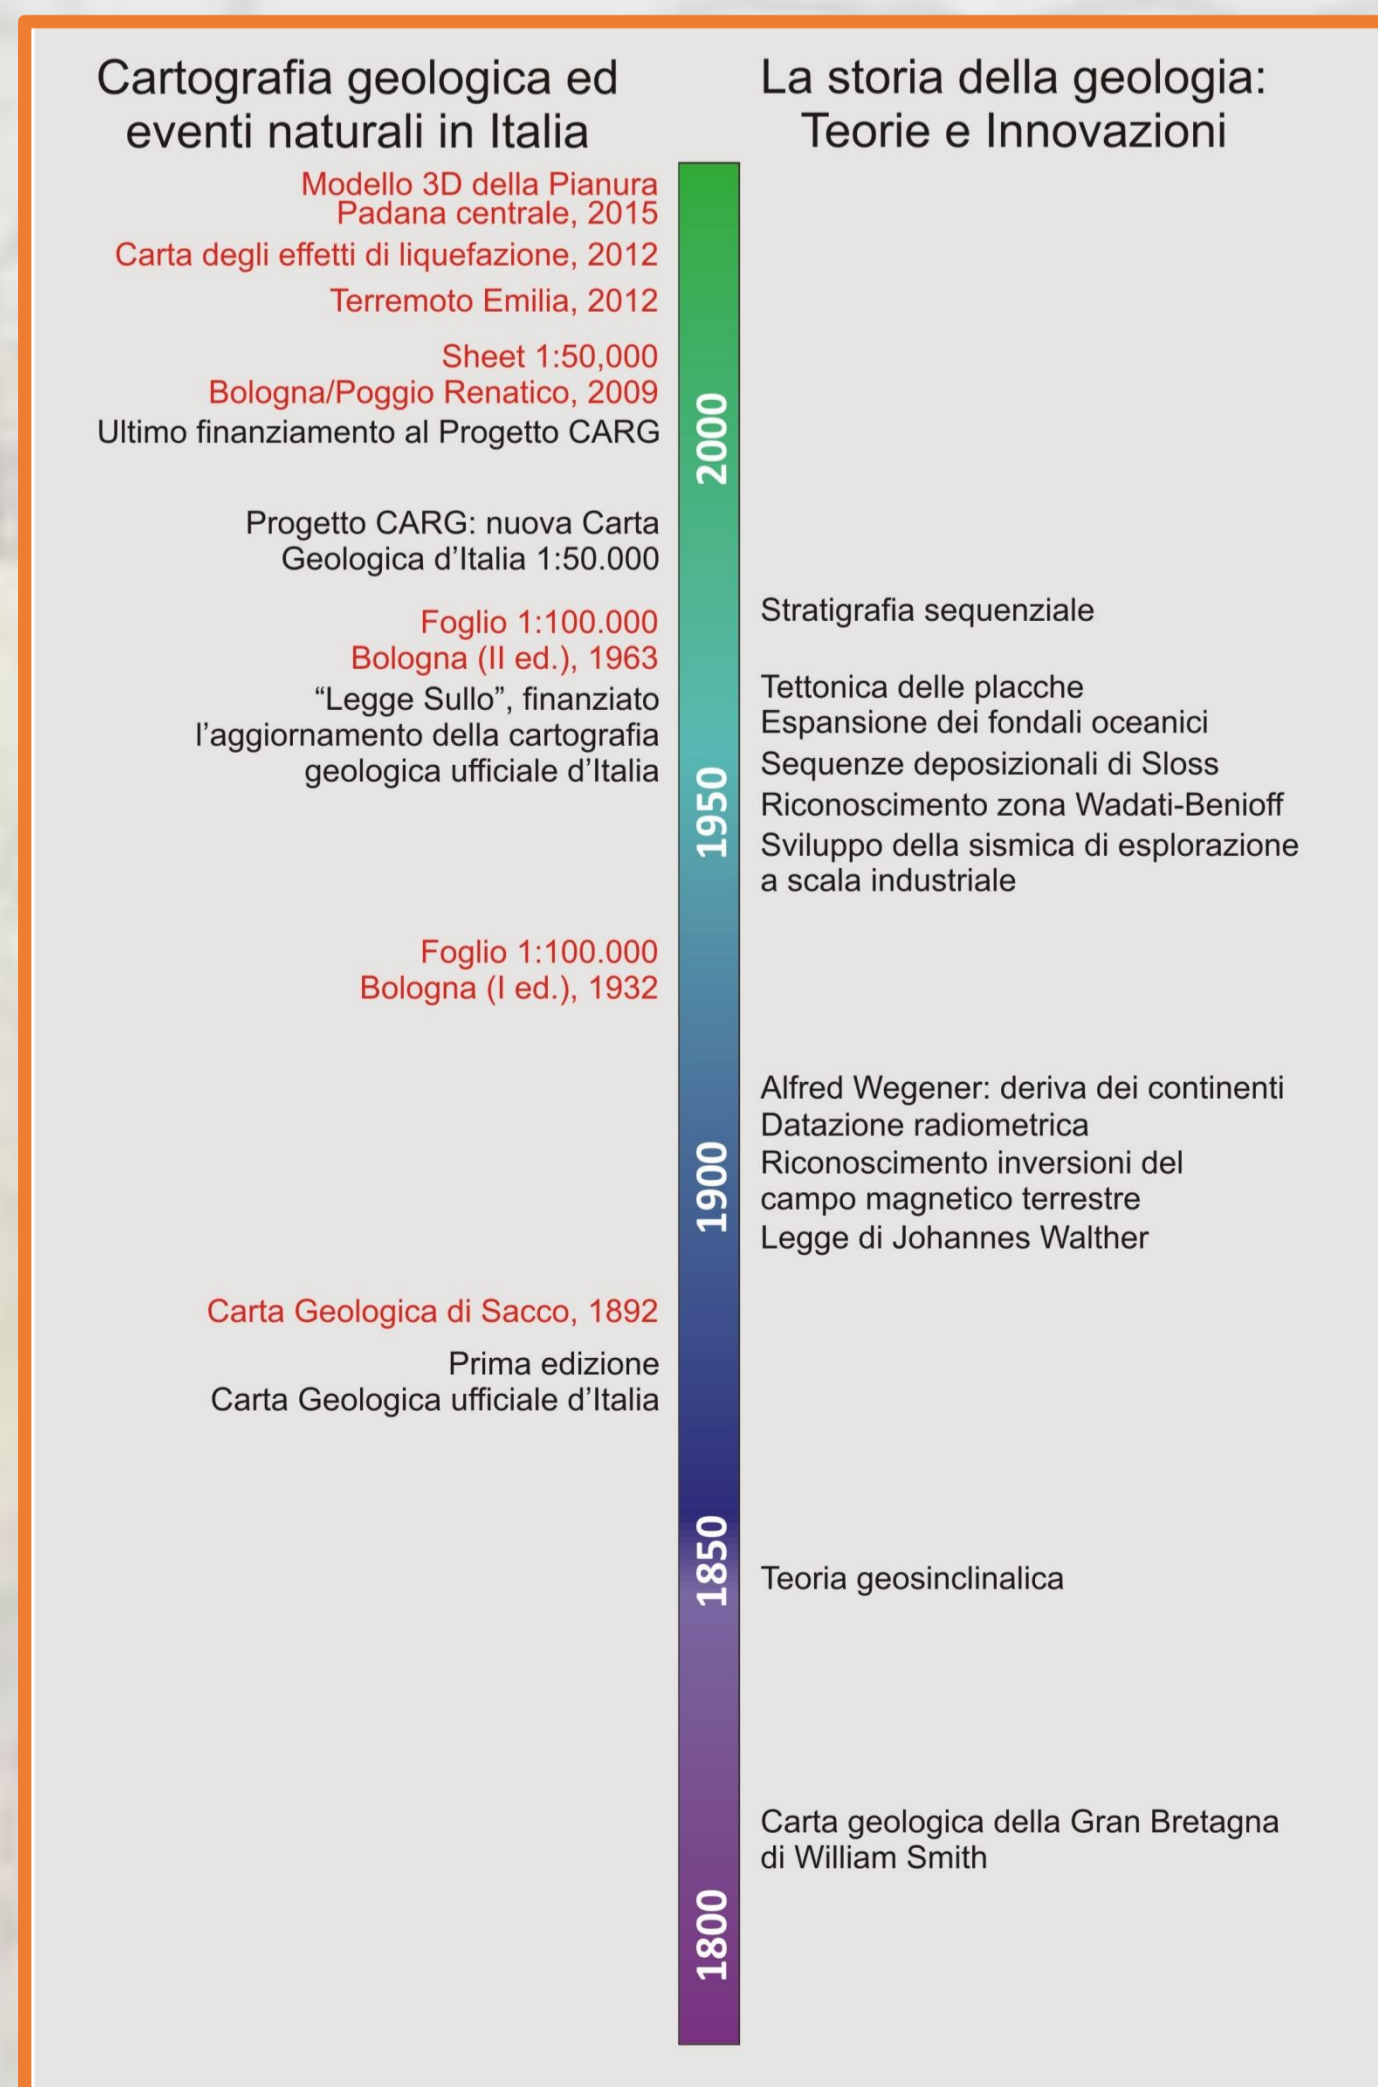 Cartografia geologica ed
eventi naturali in Italia
Modello 3D della Pianura
Padana centrale, 2015
Carta degli effetti di liquefazione, 2012
Terremoto Emilia, 2012
Sheet 1:50,000
Bologna/Poggio Renatico, 2009
Ultimo finanziamento al Progetto CARG
Progetto CARG: nuova Carta
Geologica d’Italia 1:50.000
Foglio 1:100.000
Bologna (II ed.), 1963
“Legge Sullo”, finanziato
l’aggiornamento della cartografia
geologica ufficiale d’Italia
Foglio 1:100.000
Bologna (I ed.), 1932
Carta Geologica di Sacco, 1892
Prima edizione
Carta Geologica ufficiale d’Italia
2000
1950
1900
1850
1800
La storia della geologia:
Teorie e Innovazioni
Stratigrafia sequenziale
Tettonica delle placche
Espansione dei fondali oceanici
Sequenze deposizionali di Sloss
Riconoscimento zona Wadati-Benioff
Sviluppo della sismica di esplorazione
a scala industriale
Alfred Wegener: deriva dei continenti
Datazione radiometrica
Riconoscimento inversioni del
campo magnetico terrestre
Legge di Johannes Walther
Teoria geosinclinalica
Carta geologica della Gran Bretagna
di William Smith